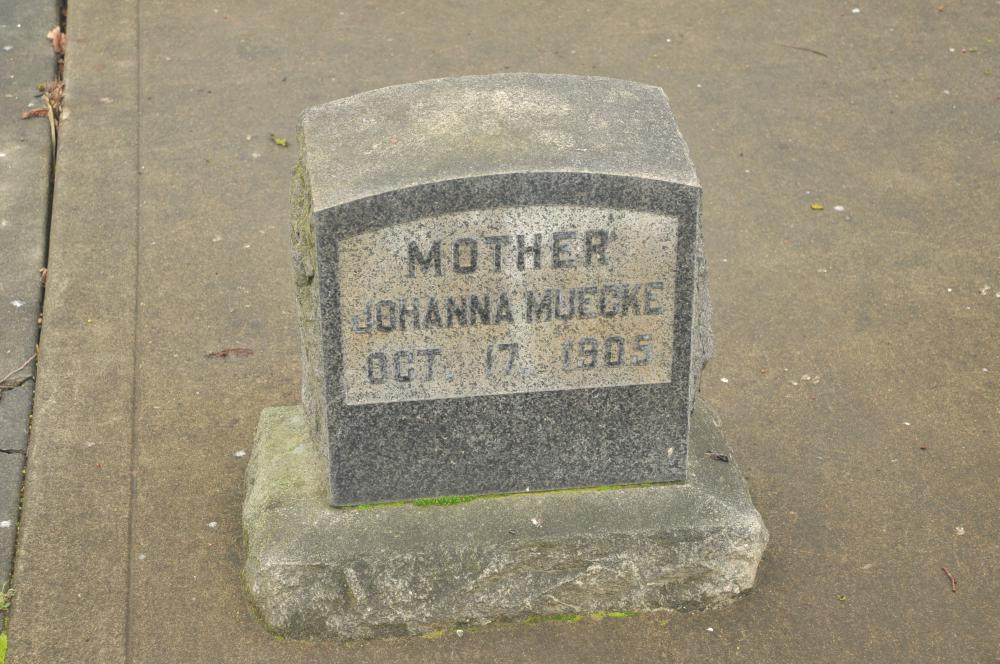 MOTHER
JOHANNA MUECKE
OCT. 17, 1905